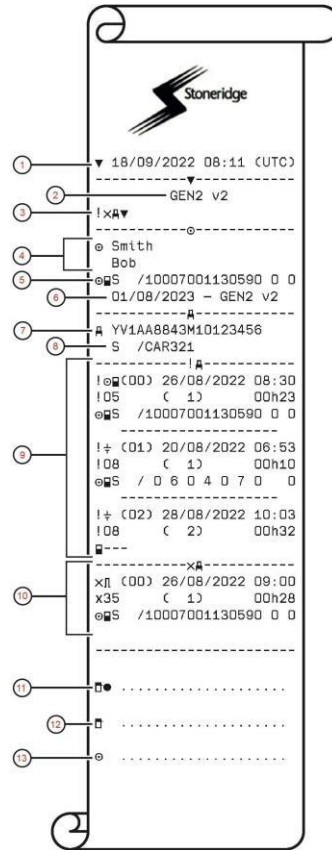 Stoneridge
1 ▼ 18/09/2022 08:11 (UTC)
▼
2 GEN2 v2
3 !×A▼
⊙
4 ⊙ Smith
Bob
5 ⊙■S /1000700113059​0 0 0
6 01/08/2023 – GEN2 v2
A
7 A YV1AA8843M10123456
8 S /CAR321
!A
9 !⊙■(00) 26/08/2022 08:30
!05 ( 1) 00h23
⊙■S /10007001130590 0 0
!÷ (01) 20/08/2022 06:53
!08 ( 1) 00h10
⊙■S / 0 6 0 4 0 7 0 0
!÷ (02) 28/08/2022 10:03
!08 ( 2) 00h32
■---
×A
10 ×Л (00) 26/08/2022 09:00
x35 ( 1) 00h28
⊙■S /10007001130590 0 0
11 ▯● ....................
12 ▯ ....................
13 ⊙ ....................